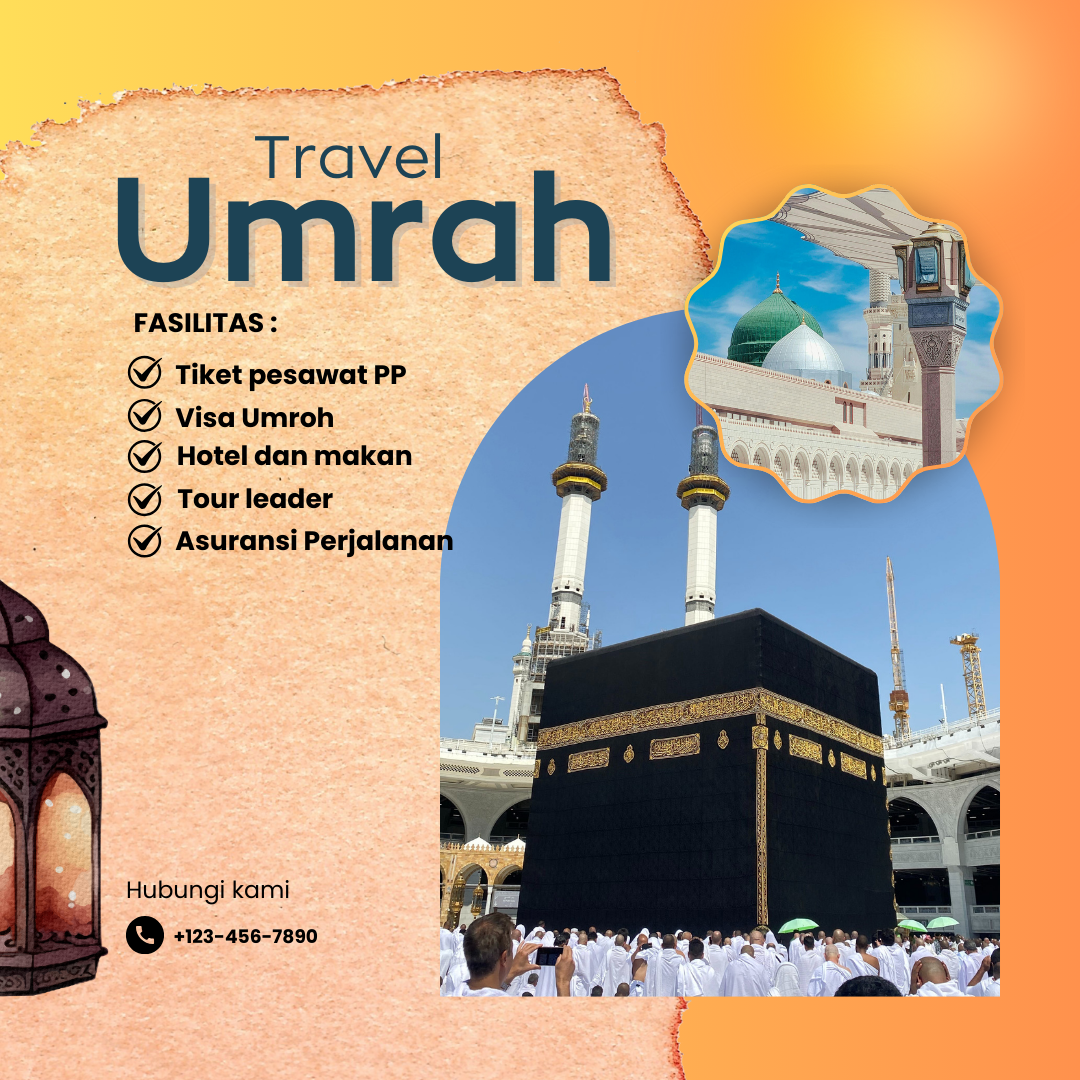 Travel
Umrah
FASILITAS :
Tiket pesawat PP
Visa Umroh
Hotel dan makan
Tour leader
Asuransi Perjalanan
Hubungi kami
+123-456-7890